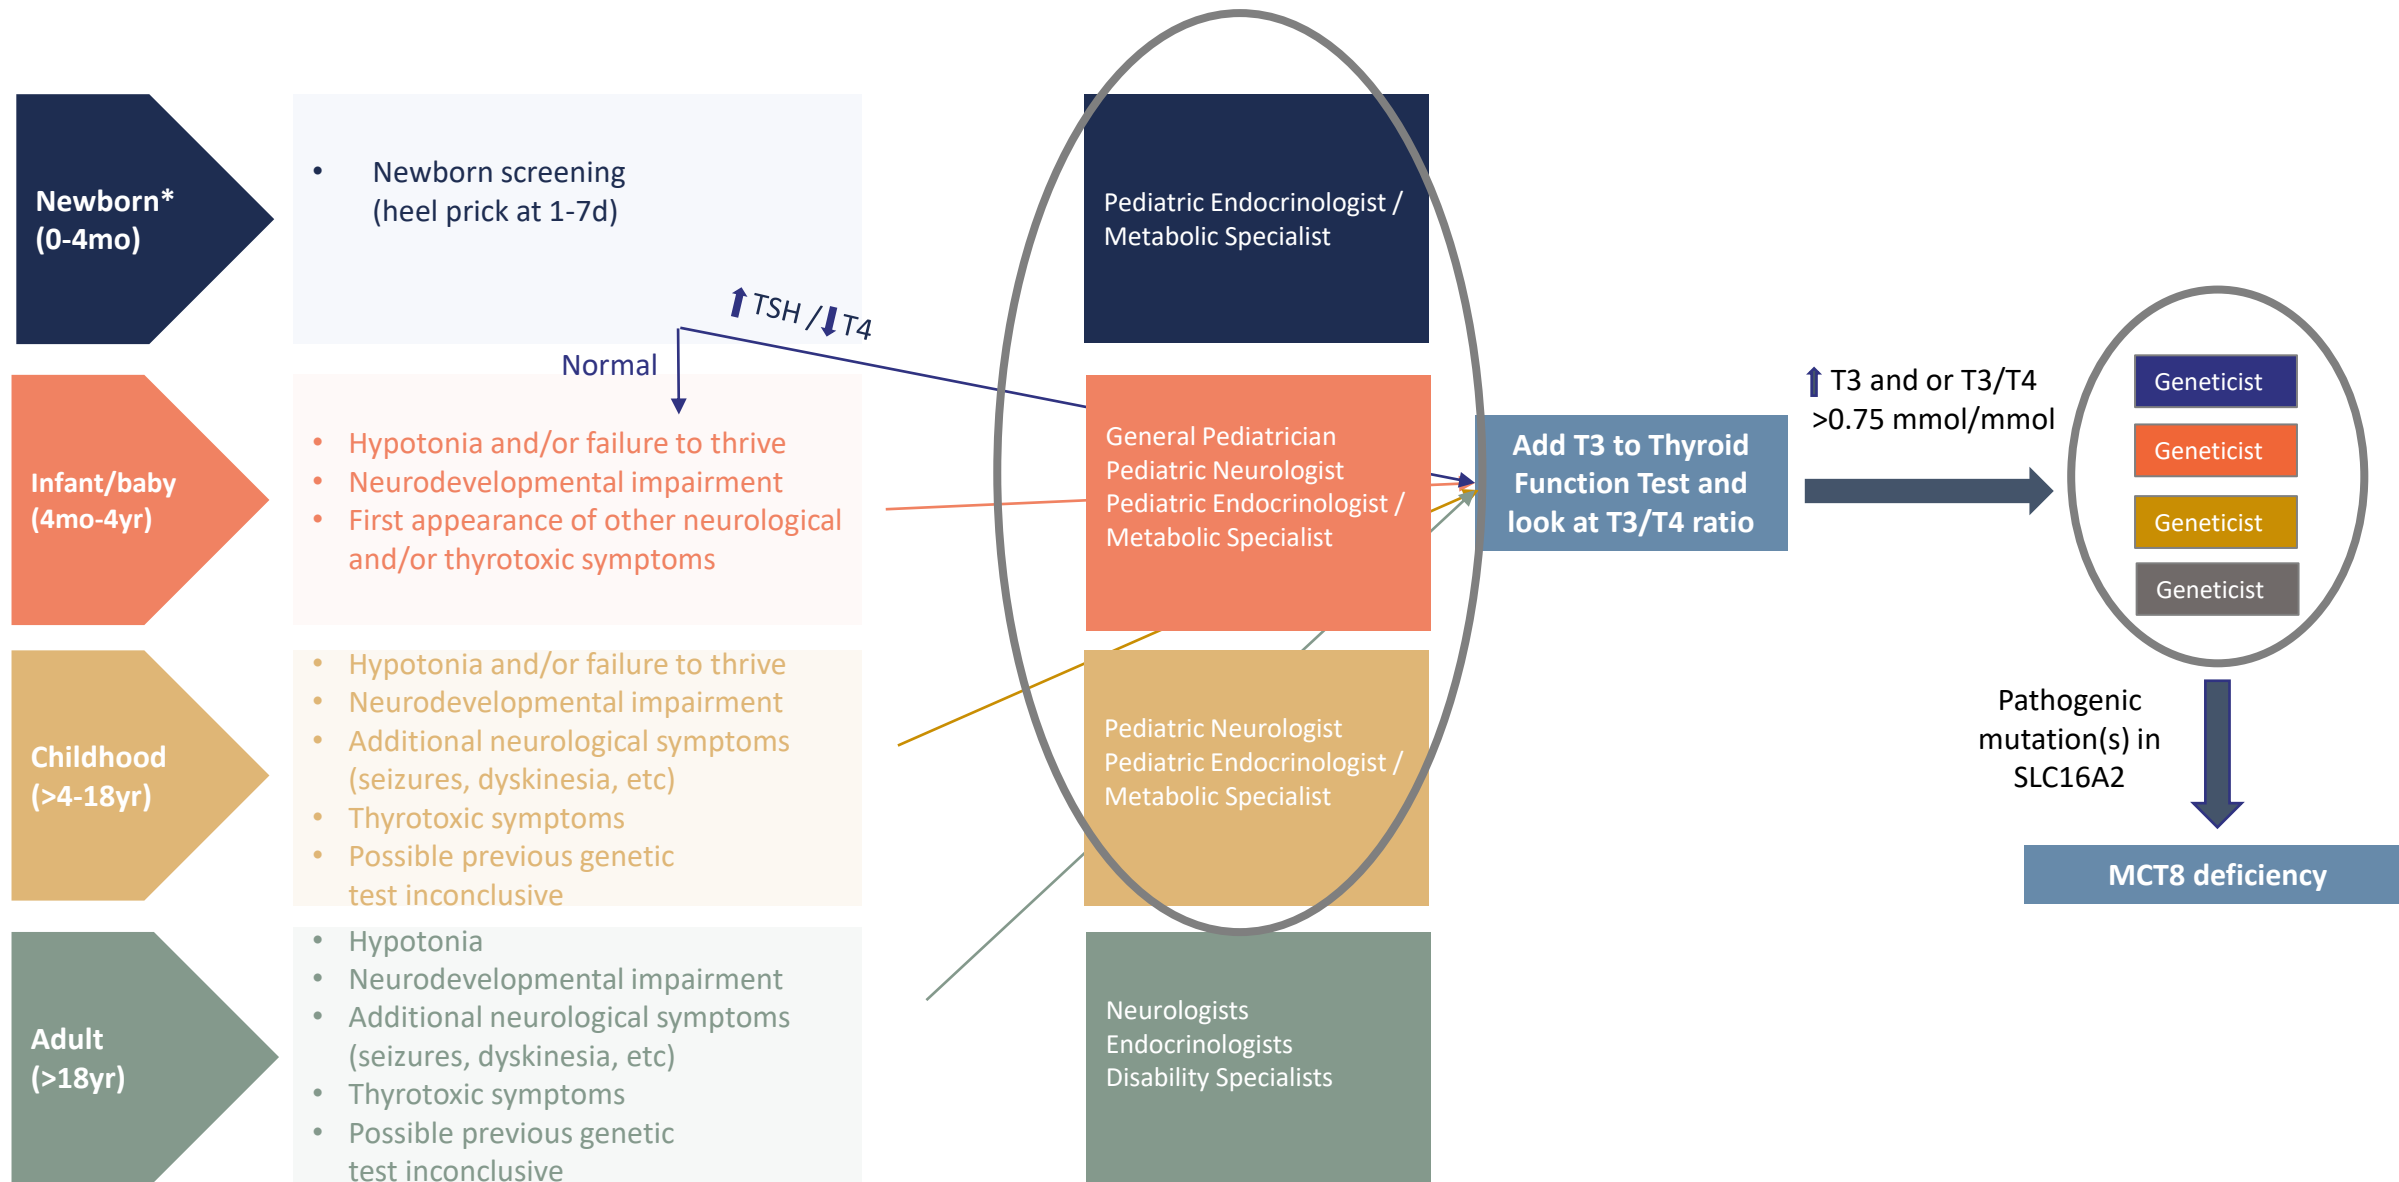 Newborn*
(0-4mo)
• Newborn screening
(heel prick at 1-7d)
Pediatric Endocrinologist /
Metabolic Specialist
⬆ TSH /⬇ T4
Normal
Infant/baby
(4mo-4yr)
• Hypotonia and/or failure to thrive
• Neurodevelopmental impairment
• First appearance of other neurological
and/or thyrotoxic symptoms
General Pediatrician
Pediatric Neurologist
Pediatric Endocrinologist /
Metabolic Specialist
Childhood
(>4-18yr)
• Hypotonia and/or failure to thrive
• Neurodevelopmental impairment
• Additional neurological symptoms
(seizures, dyskinesia, etc)
• Thyrotoxic symptoms
• Possible previous genetic
test inconclusive
Pediatric Neurologist
Pediatric Endocrinologist /
Metabolic Specialist
Adult
(>18yr)
• Hypotonia
• Neurodevelopmental impairment
• Additional neurological symptoms
(seizures, dyskinesia, etc)
• Thyrotoxic symptoms
• Possible previous genetic
test inconclusive
Neurologists
Endocrinologists
Disability Specialists
Add T3 to Thyroid
Function Test and
look at T3/T4 ratio
⬆ T3 and or T3/T4
>0.75 mmol/mmol
Geneticist
Geneticist
Geneticist
Geneticist
Pathogenic
mutation(s) in
SLC16A2
MCT8 deficiency